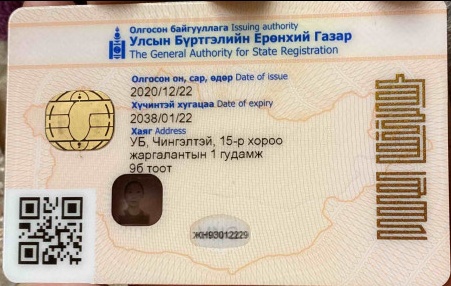 Олгосон байгууллага Issuing authority
Улсын Бүртгэлийн Ерөнхий Газар
The General Authority for State Registration
Олгосон он, сар, өдөр Date of issue
2020/12/22
Хүчинтэй хугацаа Date of expiry
2038/01/22
Хаяг Address
УБ, Чингэлтэй, 15-р хороо
жаргалантын 1 гудамж
9б тоот
ЖН93012229